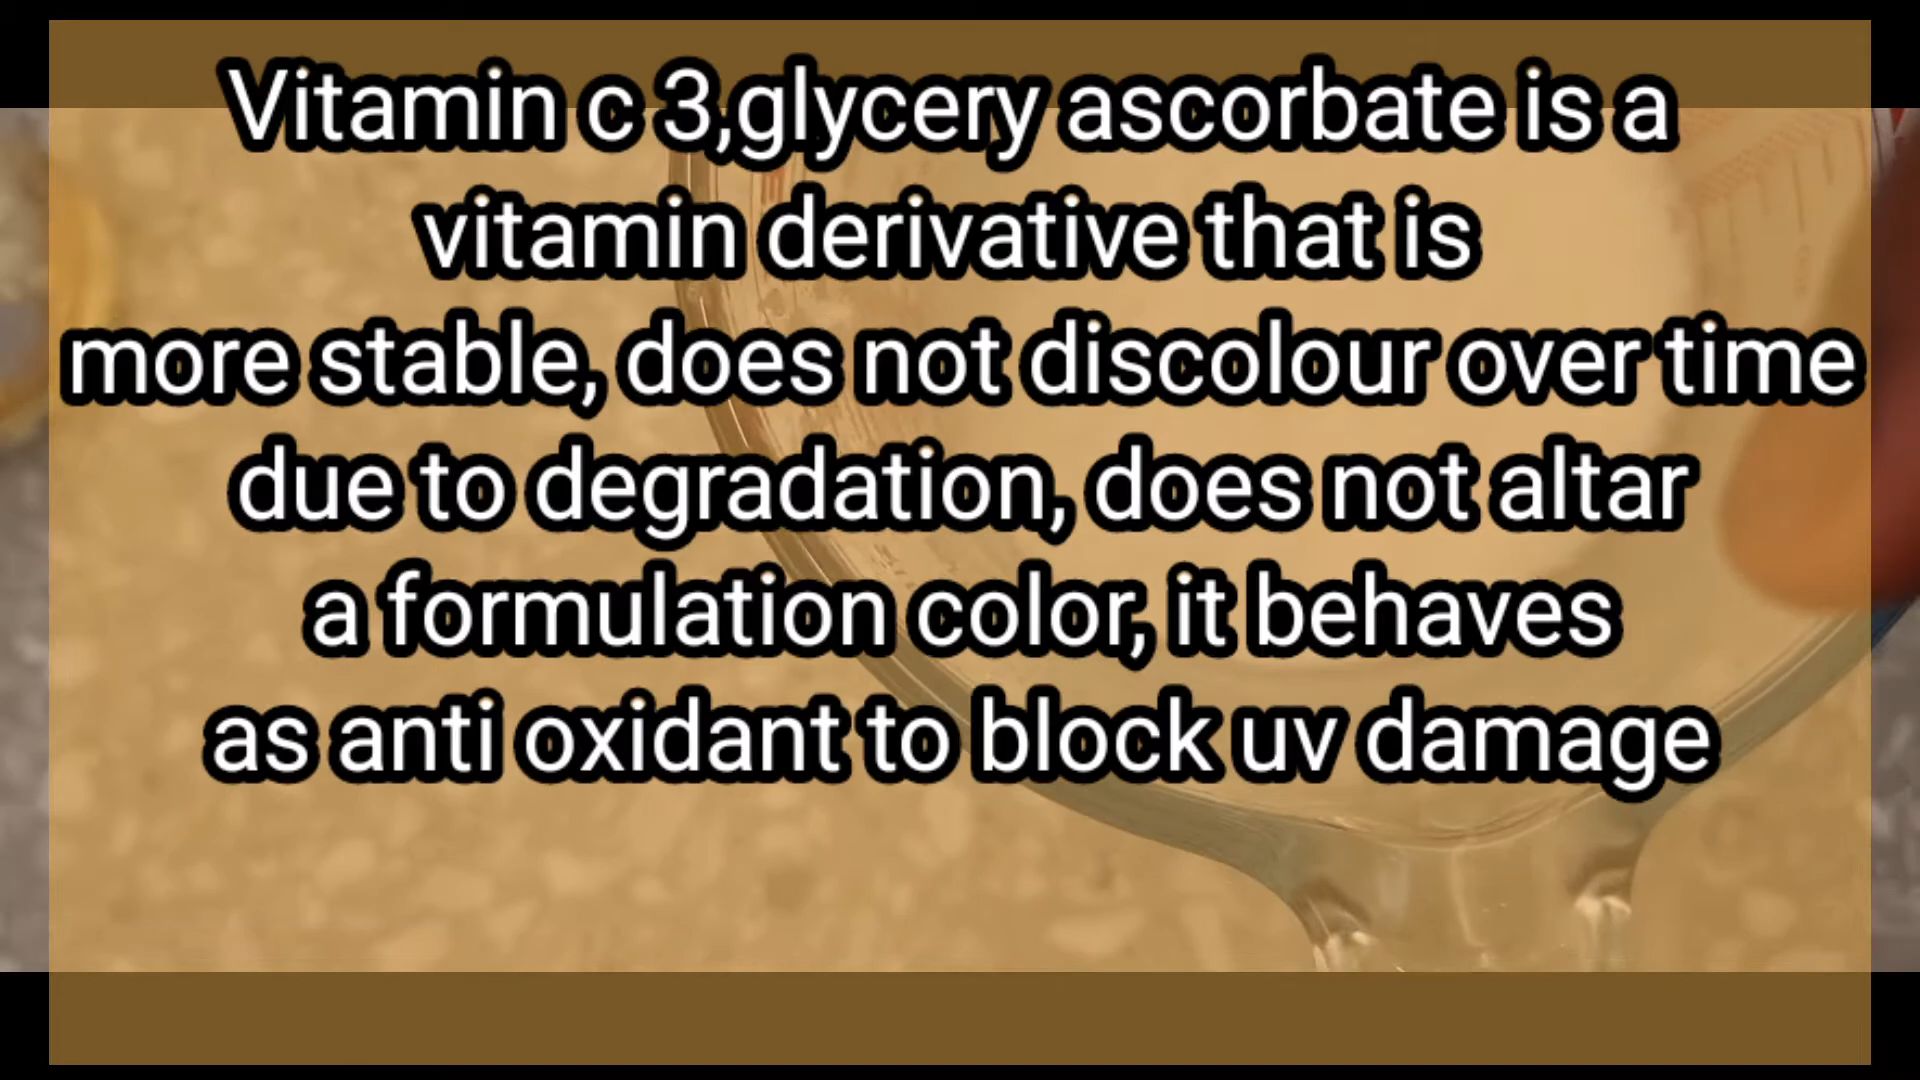 Vitamin c 3,glycery ascorbate is a
vitamin derivative that is
more stable, does not discolour over time
due to degradation, does not altar
a formulation color, it behaves
as anti oxidant to block uv damage